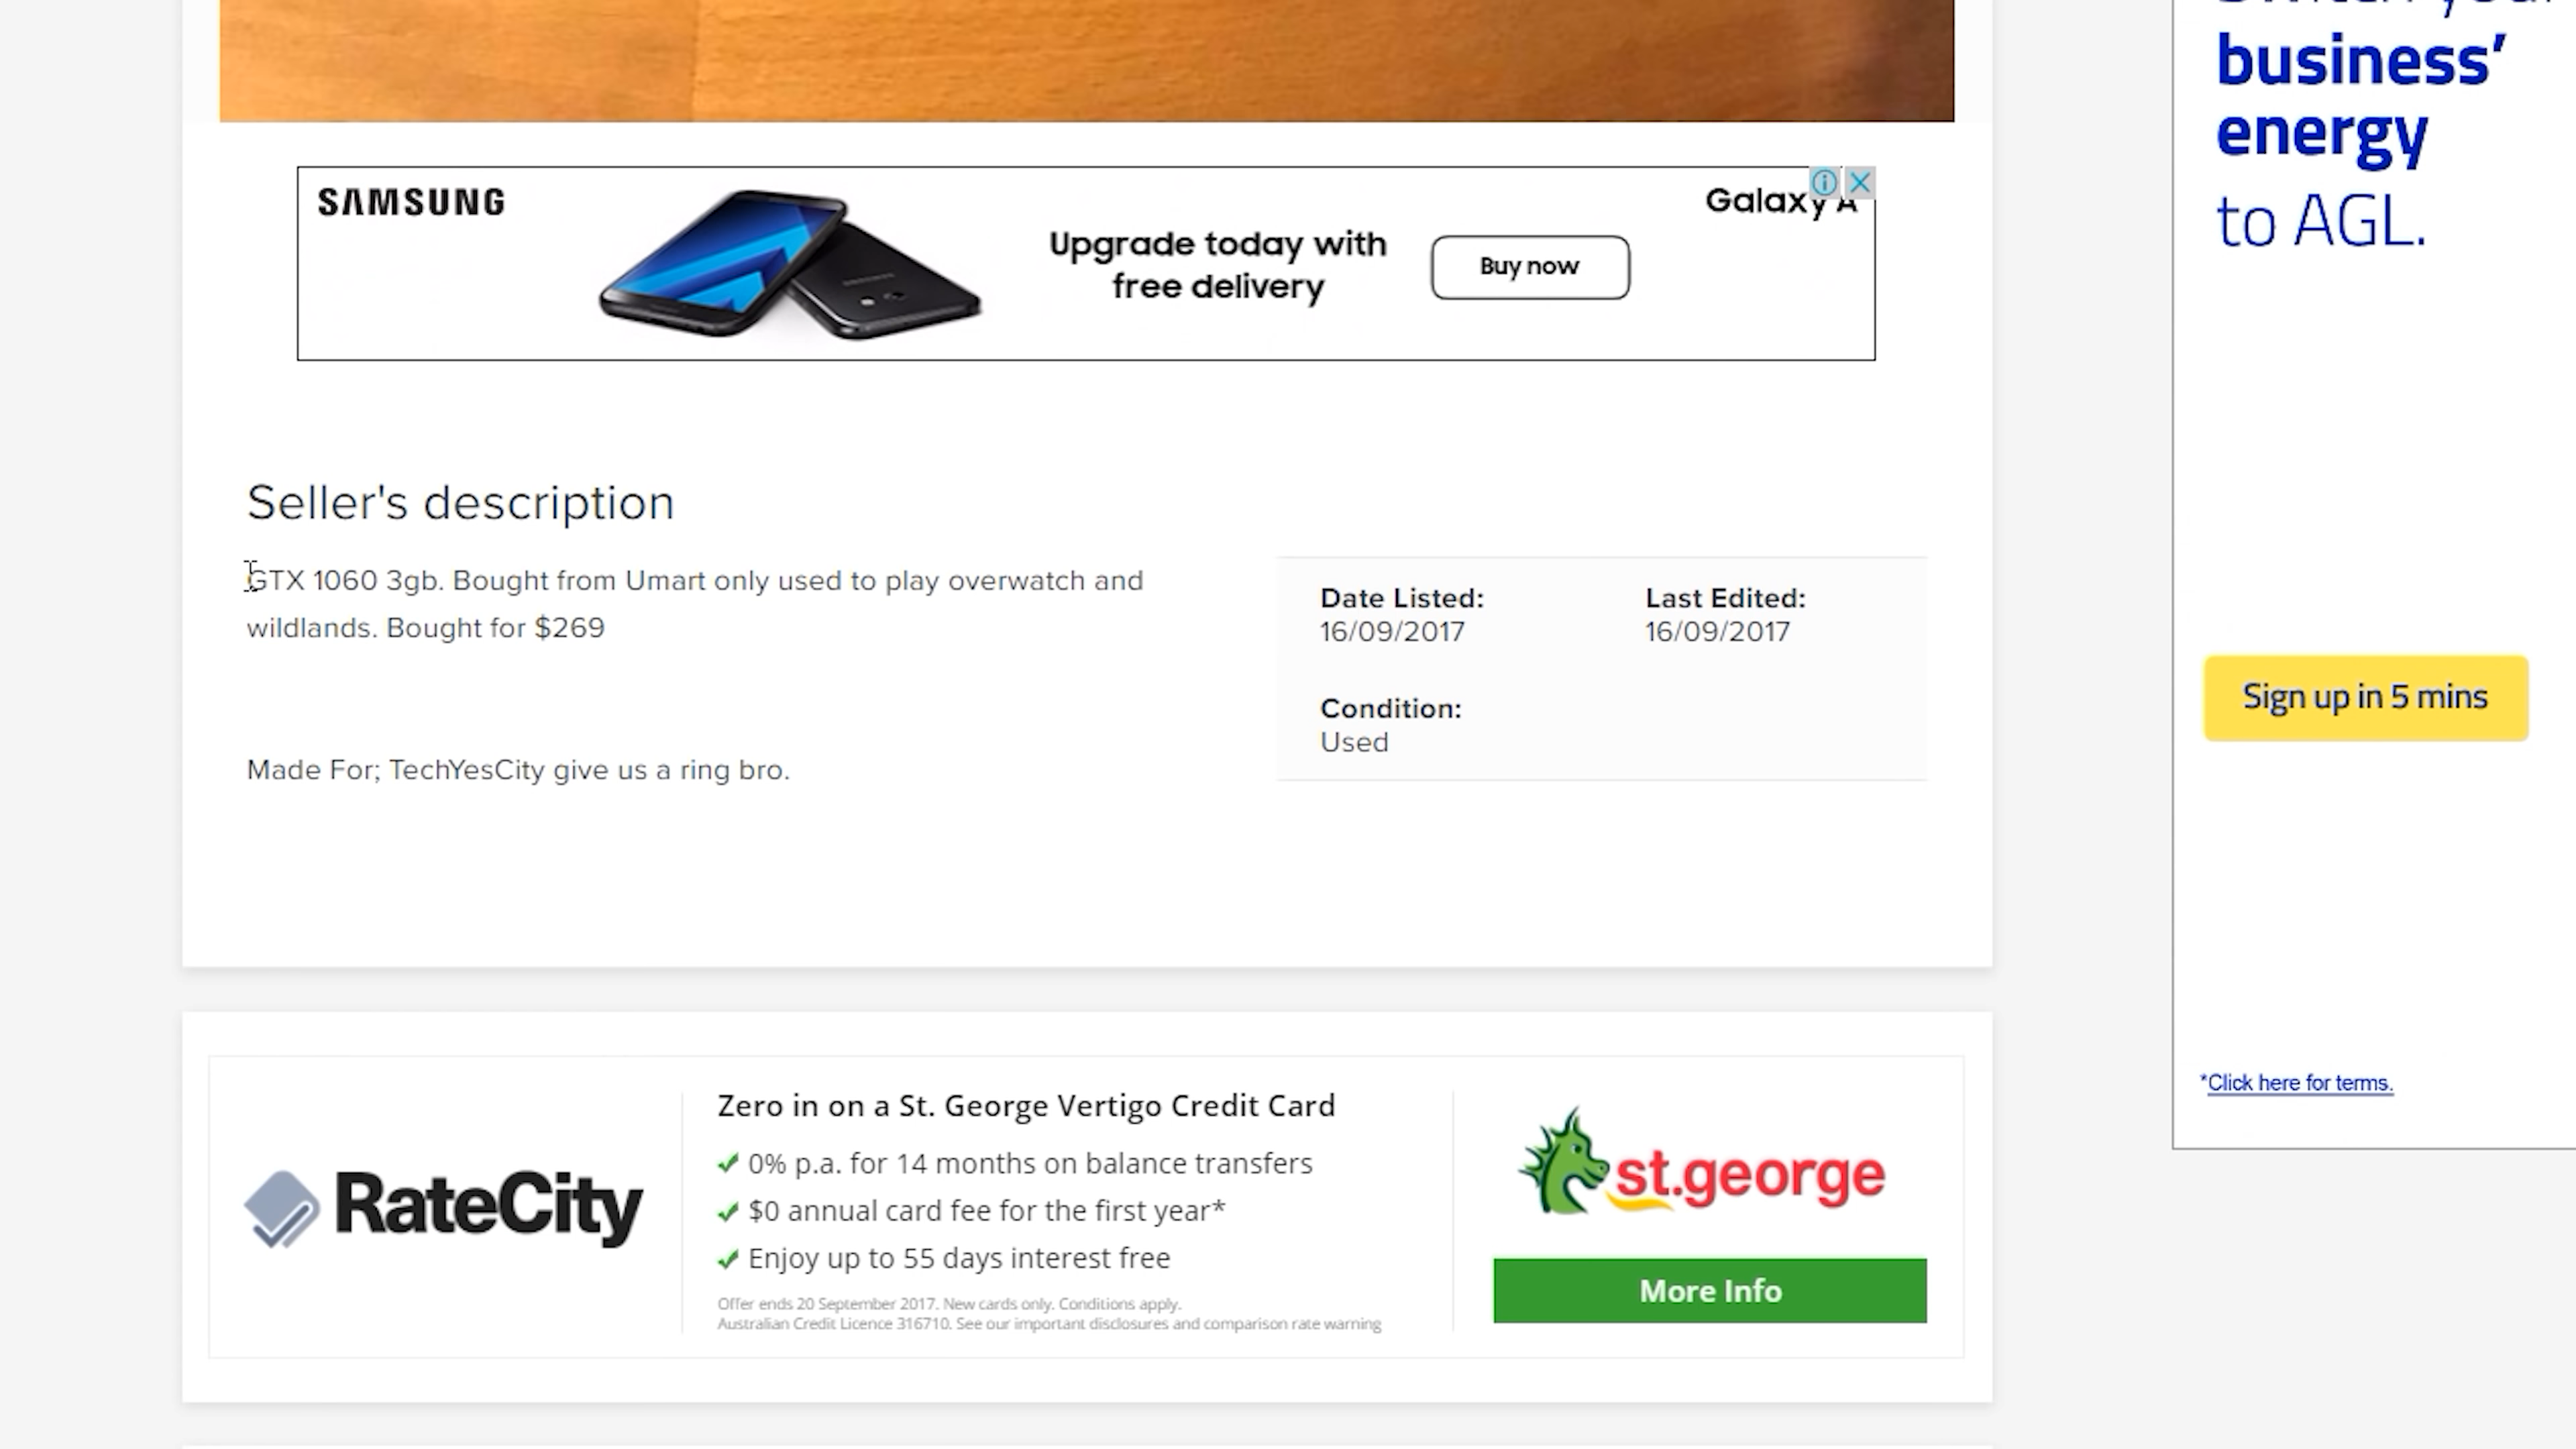 SAMSUNG
Galaxy A
Upgrade today with
free delivery
Buy now
business'
energy
to AGL.
Seller's description
GTX 1060 3gb. Bought from Umart only used to play overwatch and
wildlands. Bought for $269
Made For; TechYesCity give us a ring bro.
Date Listed:
16/09/2017
Last Edited:
16/09/2017
Condition:
Used
Sign up in 5 mins
*Click here for terms.
RateCity
Zero in on a St. George Vertigo Credit Card
0% p.a. for 14 months on balance transfers
$0 annual card fee for the first year*
Enjoy up to 55 days interest free
Offer ends 20 September 2017. New cards only. Conditions apply.
Australian Credit Licence 316710. See our important disclosures and comparison rate warning
st.george
More Info